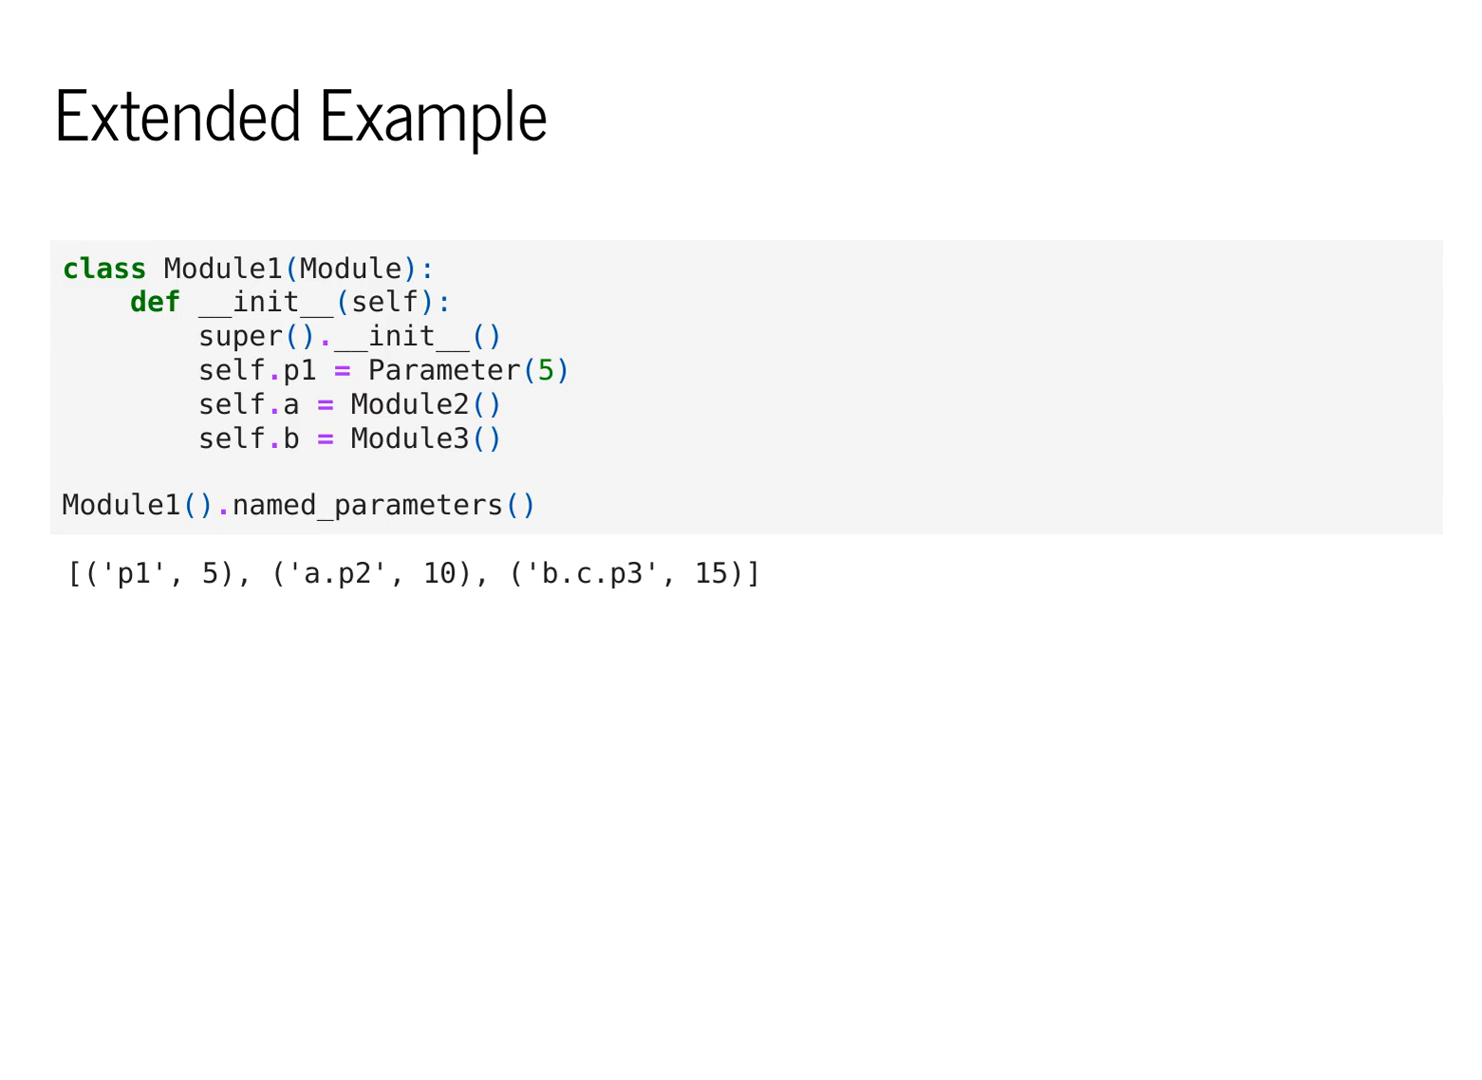 Extended Example
class Module1(Module):
    def __init__(self):
        super().__init__()
        self.p1 = Parameter(5)
        self.a = Module2()
        self.b = Module3()

Module1().named_parameters()
[('p1', 5), ('a.p2', 10), ('b.c.p3', 15)]